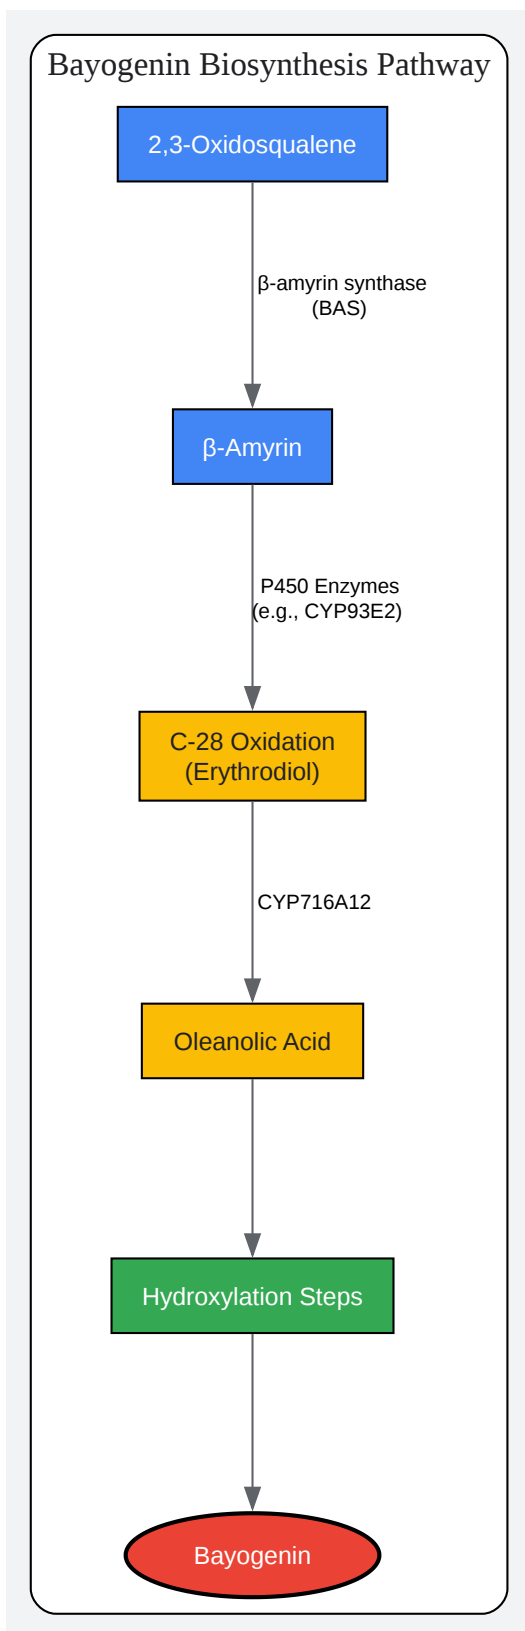 Bayogenin Biosynthesis Pathway
2,3-Oxidosqualene
β-amyrin synthase
(BAS)
β-Amyrin
P450 Enzymes
(e.g., CYP93E2)
C-28 Oxidation
(Erythrodiol)
CYP716A12
Oleanolic Acid
Hydroxylation Steps
Bayogenin